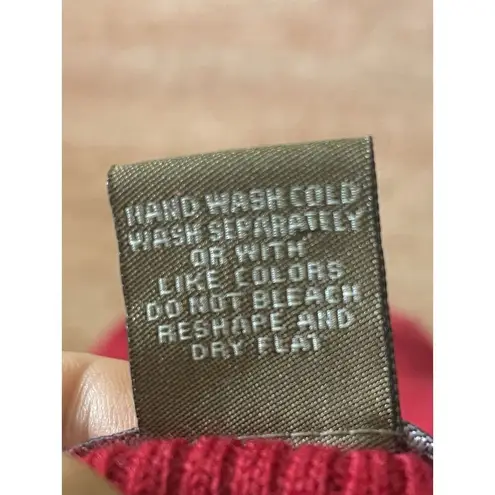 HAND WASH COLD
WASH SEPARATELY
OR WITH
LIKE COLORS
DO NOT BLEACH
RESHAPE AND
DRY FLAT